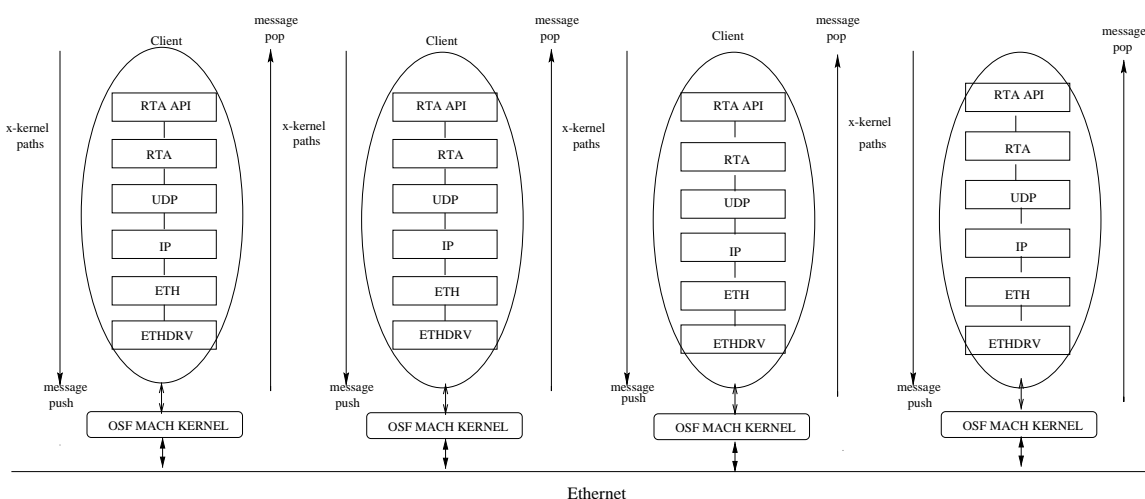 Client
message
pop
x-kernel
paths
RTA API
RTA
UDP
IP
ETH
ETHDRV
message
push
OSF MACH KERNEL
Client
message
pop
x-kernel
paths
RTA API
RTA
UDP
IP
ETH
ETHDRV
message
push
OSF MACH KERNEL
Client
message
pop
x-kernel
paths
RTA API
RTA
UDP
IP
ETH
ETHDRV
message
push
OSF MACH KERNEL
message
pop
x-kernel
paths
RTA API
RTA
UDP
IP
ETH
ETHDRV
message
push
OSF MACH KERNEL
Ethernet